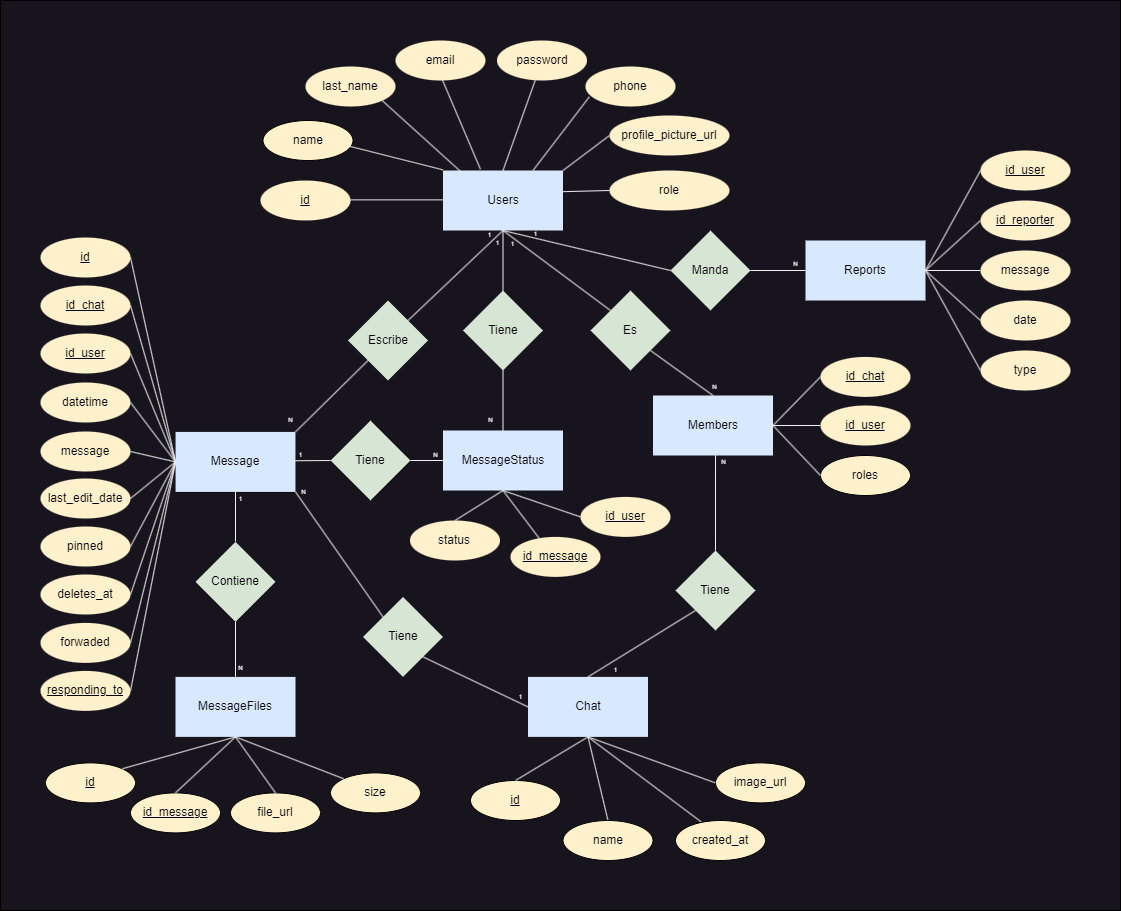 email
password
last_name
phone
name
profile_picture_url
id
Users
role
1
1
1
1
Manda
N
Reports
id_user
id_reporter
message
date
type
id
id_chat
id_user
datetime
message
last_edit_date
pinned
deletes_at
forwaded
responding_to
Escribe
Tiene
Es
N
N
N
Message
1
Tiene
N
MessageStatus
Members
id_chat
id_user
roles
1
N
N
status
id_message
id_user
Contiene
Tiene
Tiene
N
1
1
MessageFiles
Chat
id
id_message
file_url
size
id
name
created_at
image_url